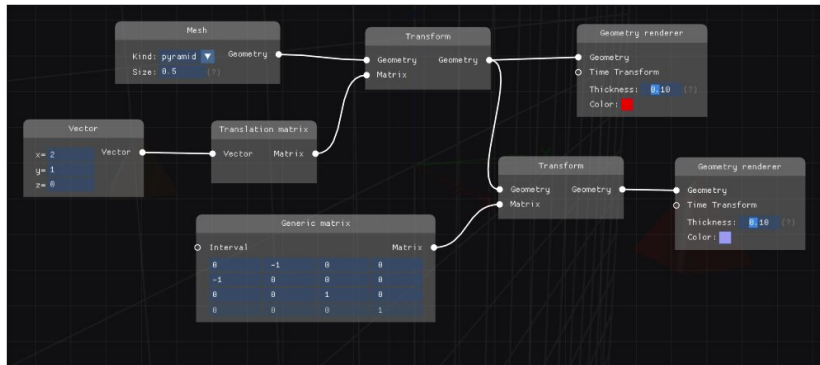 Mesh
Kind: pyramid
Geometry
Size: 0.5 (?)
Transform
Geometry Geometry
Matrix
Geometry renderer
Geometry
Time Transform
Thickness: 0.10 (?)
Color:
Vector
x= 2
Vector
y= 1
z= 0
Translation matrix
Vector Matrix
Transform
Geometry Geometry
Matrix
Geometry renderer
Geometry
Time Transform
Thickness: 0.10 (?)
Color:
Generic matrix
Interval Matrix
0 -1 0 0
-1 0 0 0
0 0 1 0
0 0 0 1